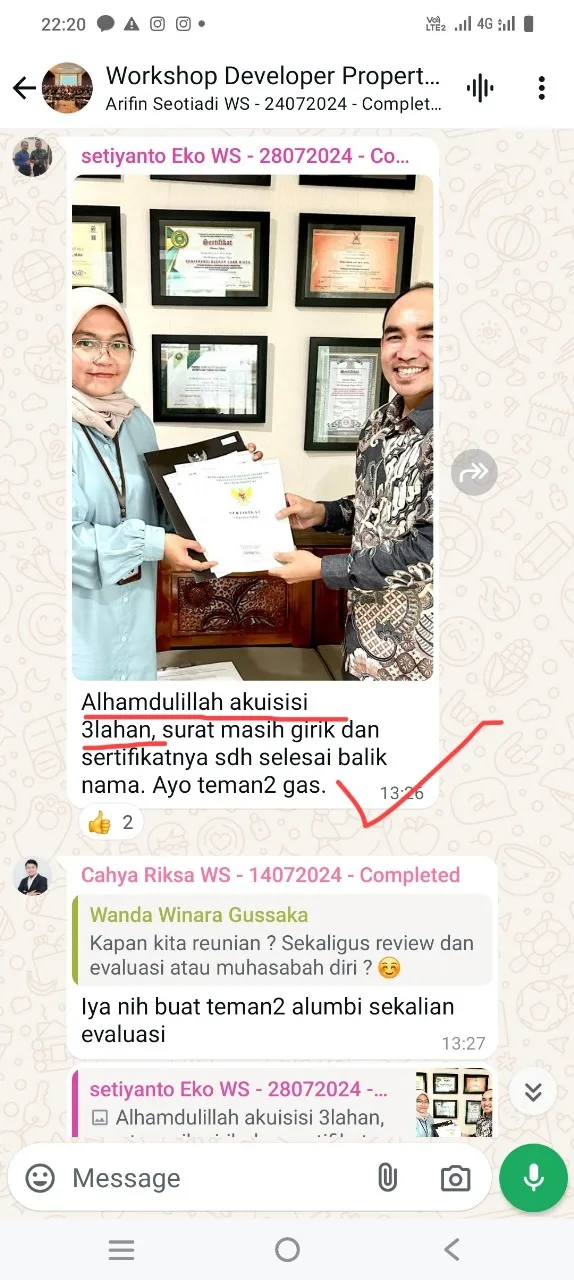 22:20
Vo) LTE2 4G
Workshop Developer Propert...
Arifin Seotiadi WS - 24072024 - Complet...
setiyanto Eko WS - 28072024 - Co...
Sertifikat
SERTIFIKAT
Alhamdulillah akuisisi
3lahan, surat masih girik dan
sertifikatnya sdh selesai balik
nama. Ayo teman2 gas.
13:26
2
Cahya Riksa WS - 14072024 - Completed
Wanda Winara Gussaka
Kapan kita reunian ? Sekaligus review dan
evaluasi atau muhasabah diri ? 😊
Iya nih buat teman2 alumbi sekalian
evaluasi
13:27
setiyanto Eko WS - 28072024 -...
Alhamdulillah akuisisi 3lahan,
Message